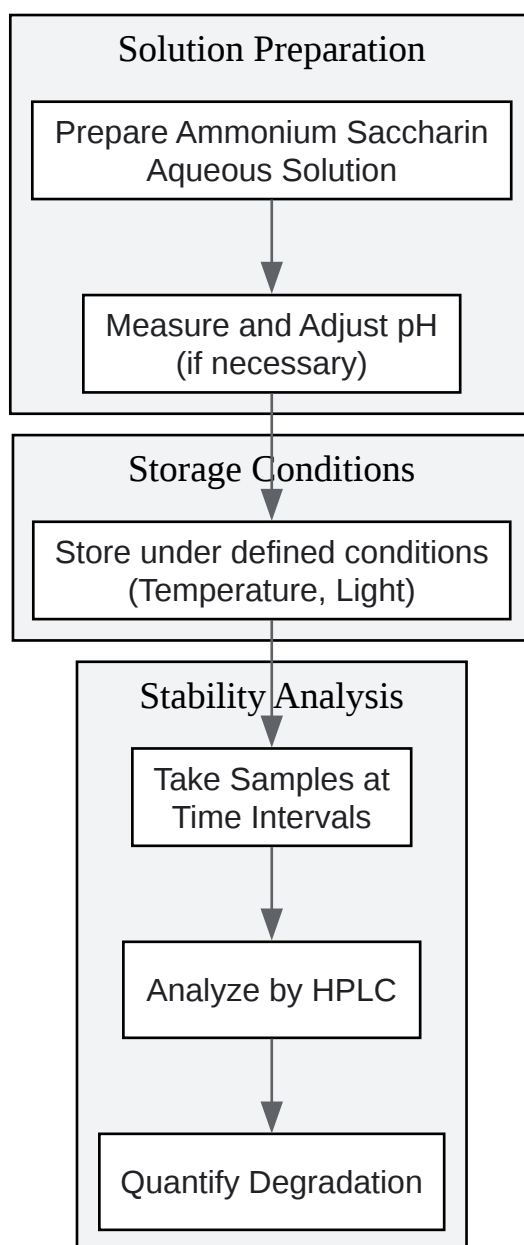 Solution Preparation
Prepare Ammonium Saccharin
Aqueous Solution
Measure and Adjust pH
(if necessary)
Storage Conditions
Store under defined conditions
(Temperature, Light)
Stability Analysis
Take Samples at
Time Intervals
Analyze by HPLC
Quantify Degradation